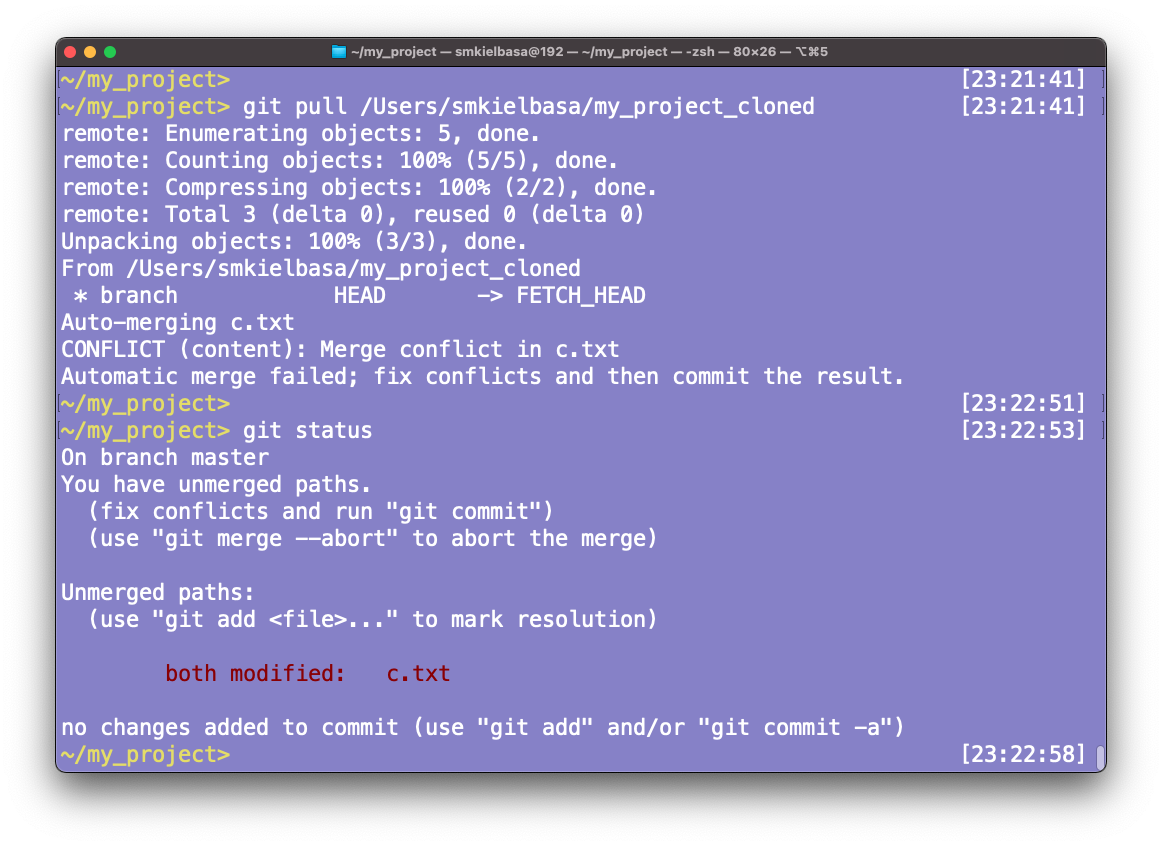 ~/my_project — smkielbasa@192 — ~/my_project — -zsh — 80×26 — ⌥⌘5
~/my_project> [23:21:41]
~/my_project> git pull /Users/smkielbasa/my_project_cloned [23:21:41]
remote: Enumerating objects: 5, done.
remote: Counting objects: 100% (5/5), done.
remote: Compressing objects: 100% (2/2), done.
remote: Total 3 (delta 0), reused 0 (delta 0)
Unpacking objects: 100% (3/3), done.
From /Users/smkielbasa/my_project_cloned
 * branch            HEAD       -> FETCH_HEAD
Auto-merging c.txt
CONFLICT (content): Merge conflict in c.txt
Automatic merge failed; fix conflicts and then commit the result.
~/my_project> [23:22:51]
~/my_project> git status [23:22:53]
On branch master
You have unmerged paths.
  (fix conflicts and run "git commit")
  (use "git merge --abort" to abort the merge)
Unmerged paths:
  (use "git add <file>..." to mark resolution)
        both modified:   c.txt
no changes added to commit (use "git add" and/or "git commit -a")
~/my_project> [23:22:58]